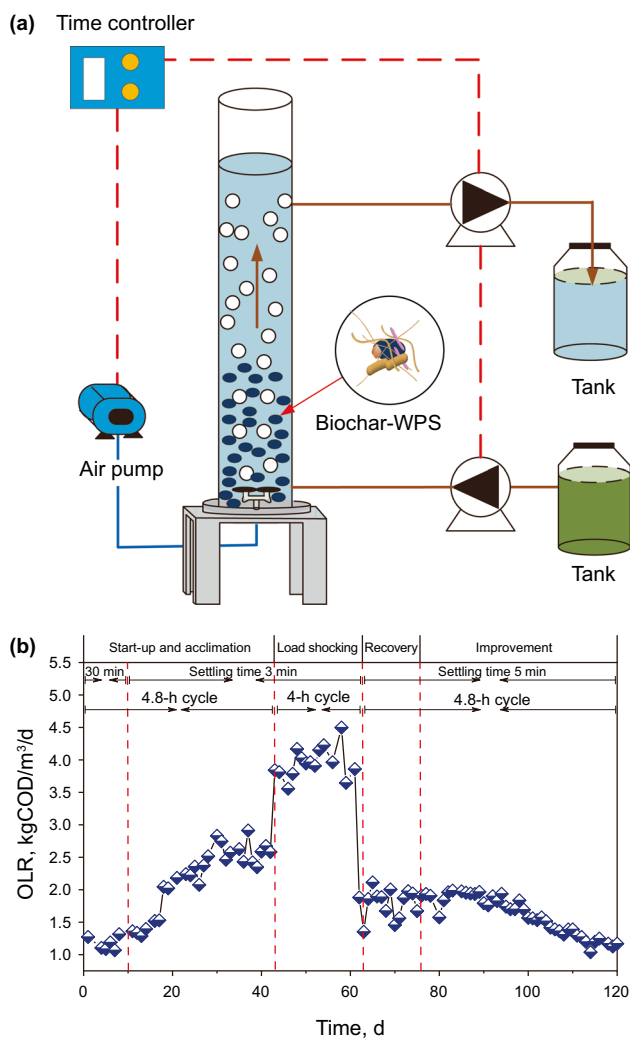 (a) Time controller
Biochar-WPS
Air pump
Tank
Tank
(b)
Start-up and acclimation Load shocking Recovery Improvement
30 min Settling time 3 min Settling time 5 min
4.8-h cycle 4-h cycle 4.8-h cycle
5.5
5.0
4.5
4.0
3.5
3.0
2.5
2.0
1.5
1.0
OLR, kgCOD/m³/d
0 20 40 60 80 100 120
Time, d